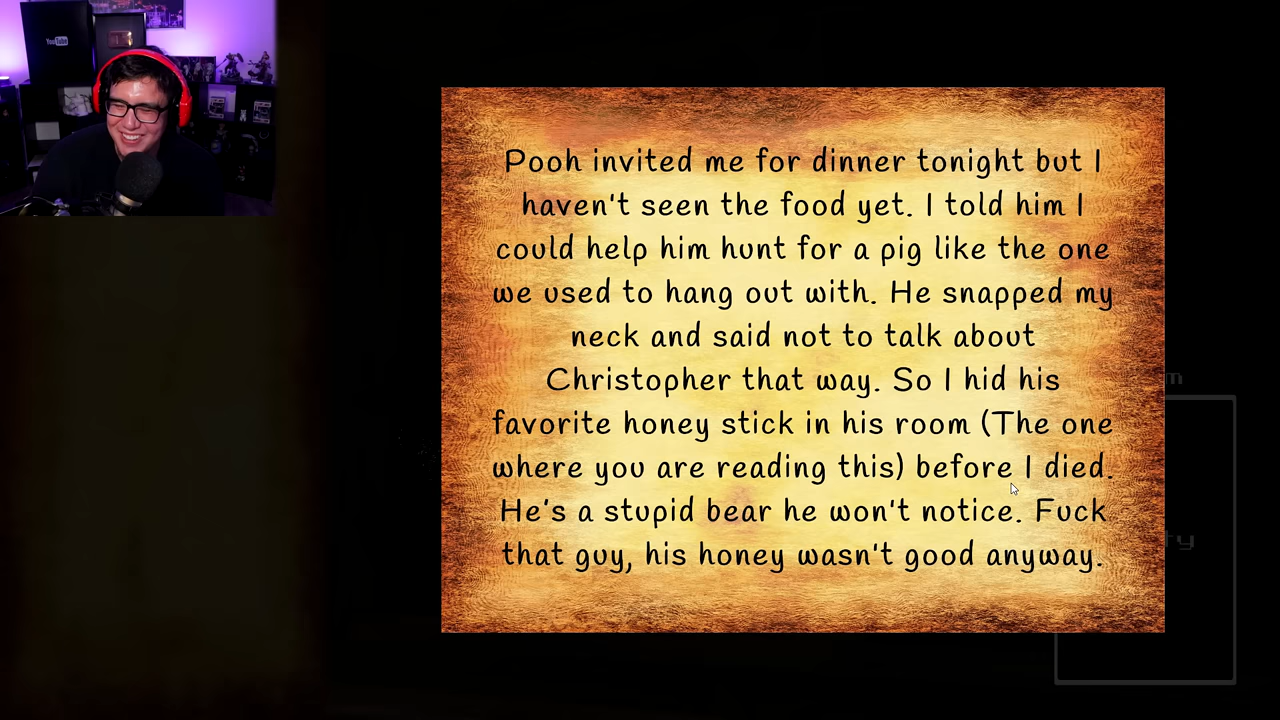 YouTube
Pooh invited me for dinner tonight but I
haven't seen the food yet. I told him I
could help him hunt for a pig like the one
we used to hang out with. He snapped my
neck and said not to talk about
Christopher that way. So I hid his
favorite honey stick in his room (The one
where you are reading this) before I died.
He's a stupid bear he won't notice. Fuck
that guy, his honey wasn't good anyway.